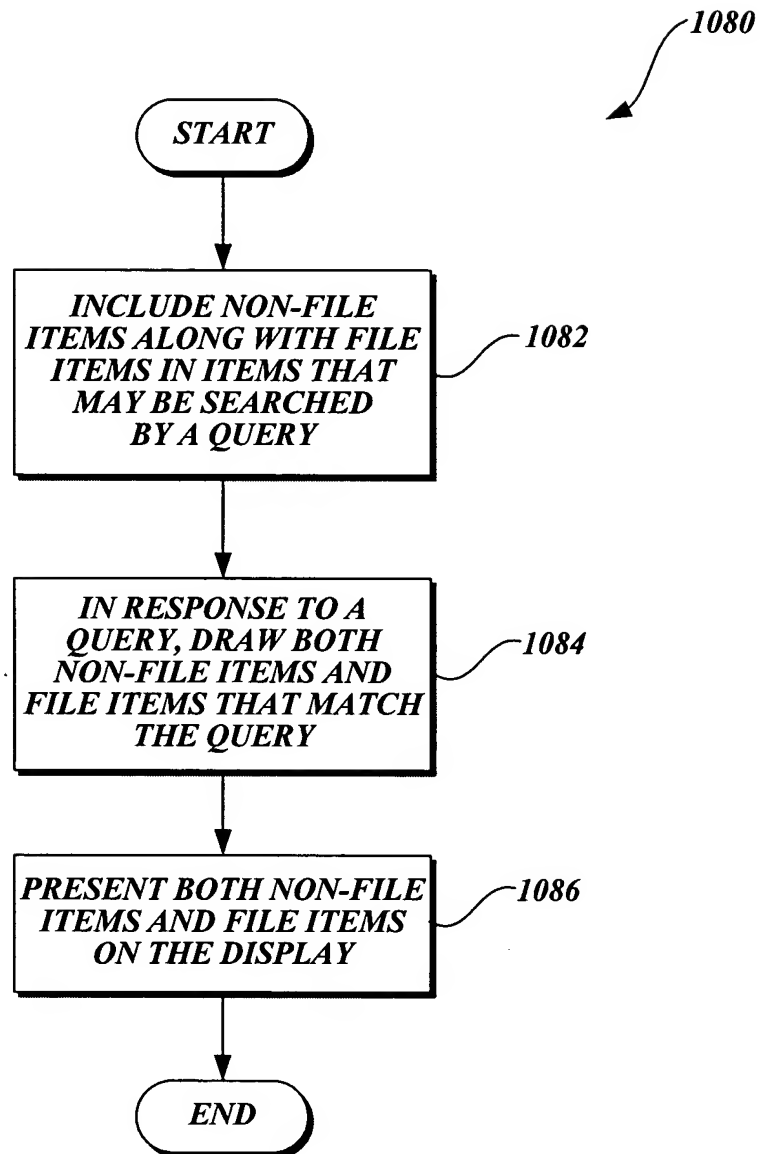 1080
START
INCLUDE NON-FILE
ITEMS ALONG WITH FILE
ITEMS IN ITEMS THAT
MAY BE SEARCHED
BY A QUERY
1082
IN RESPONSE TO A
QUERY, DRAW BOTH
NON-FILE ITEMS AND
FILE ITEMS THAT MATCH
THE QUERY
1084
PRESENT BOTH NON-FILE
ITEMS AND FILE ITEMS
ON THE DISPLAY
1086
END